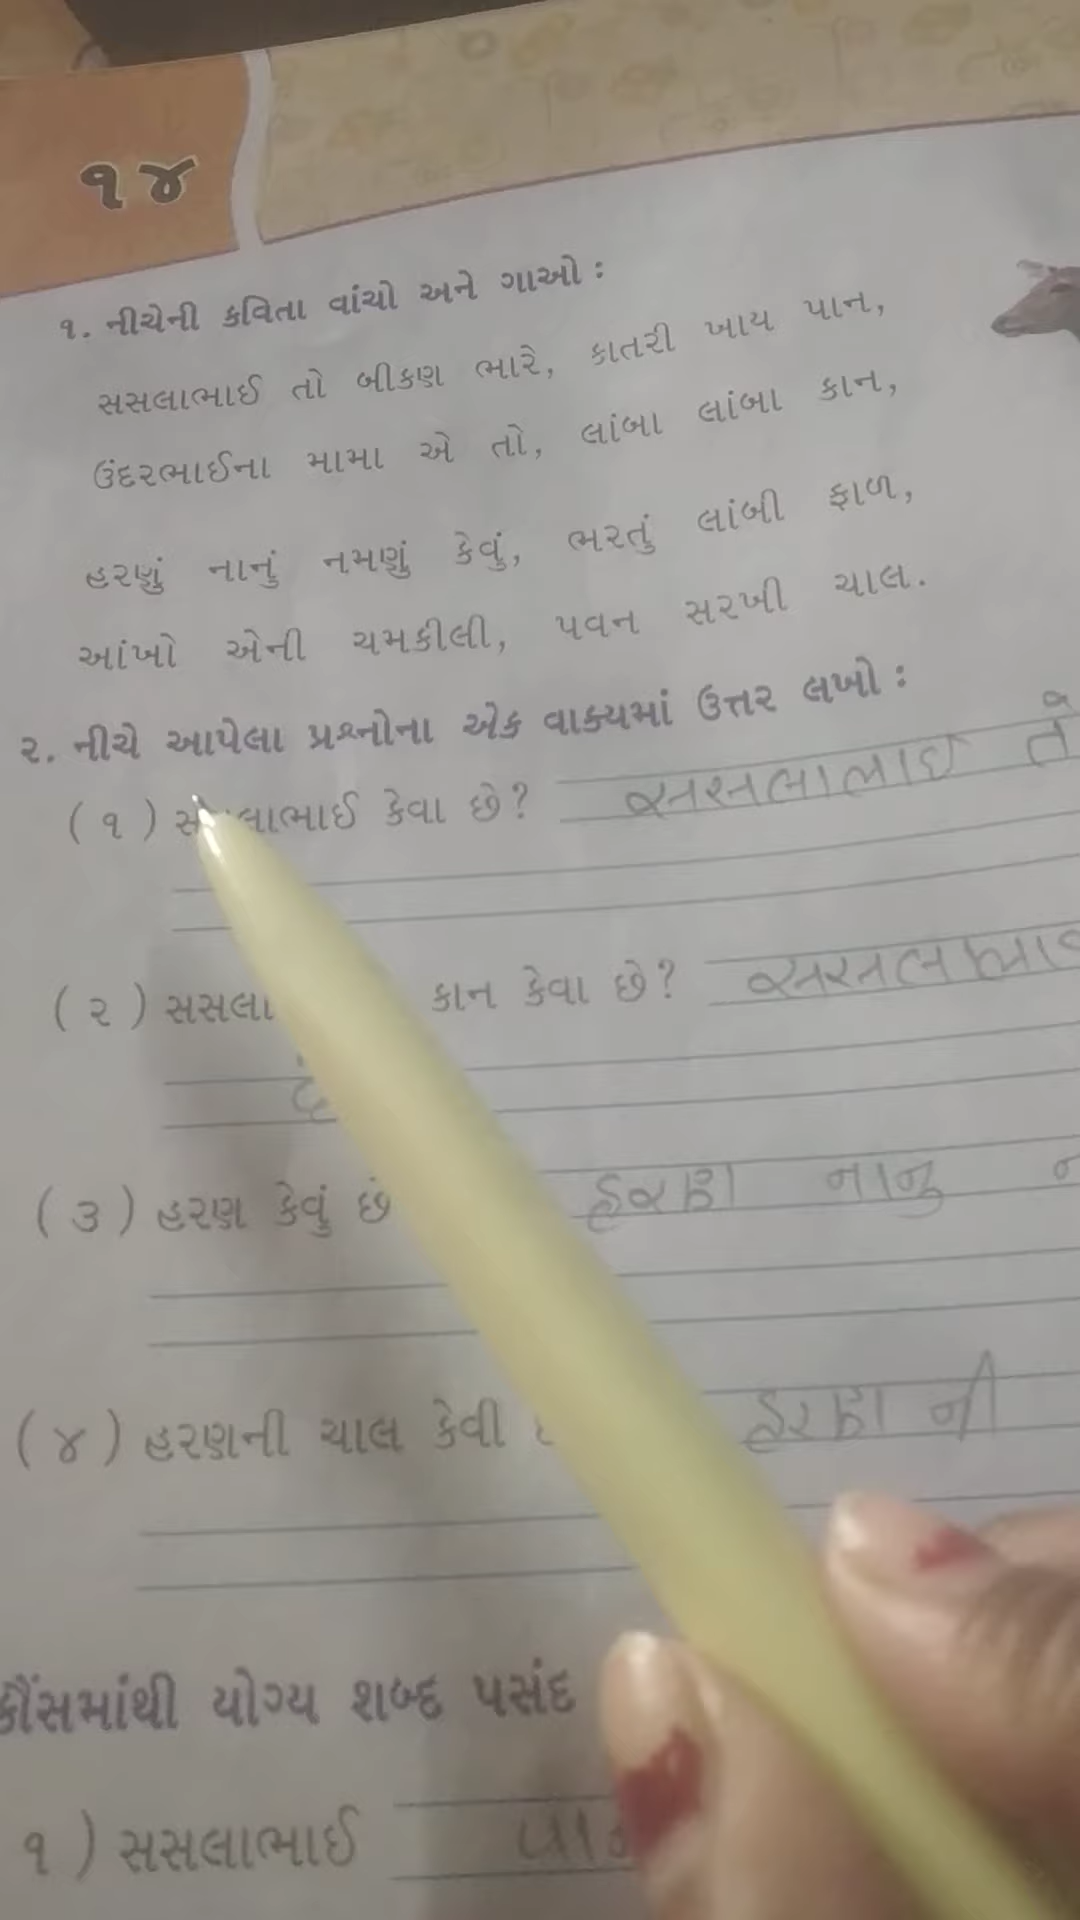 ૧૪
૧. નીચેની કવિતા વાંચો અને ગાઓ :
સસલાભાઈ તો બીકણ ભારે, કાતરી ખાય પાન,
ઉંદરભાઈના મામા એ તો, લાંબા લાંબા કાન,
હરણું નાનું નમણું કેવું, ભરતું લાંબી ફાળ,
આંખો એની ચમકીલી, પવન સરખી ચાલ.
૨. નીચે આપેલા પ્રશ્નોના એક વાક્યમાં ઉત્તર લખો :
(૧) કેવા છે? સસલાભાઈ
(૨) કાન કેવા છે?
(૩) હરણ કેવું હરણ નાનુ
(૪) હરણની ચાલ કેવી હરણ ની
કૌંસમાંથી યોગ્ય શબ્દ પસંદ
૧) સસલાભાઈ